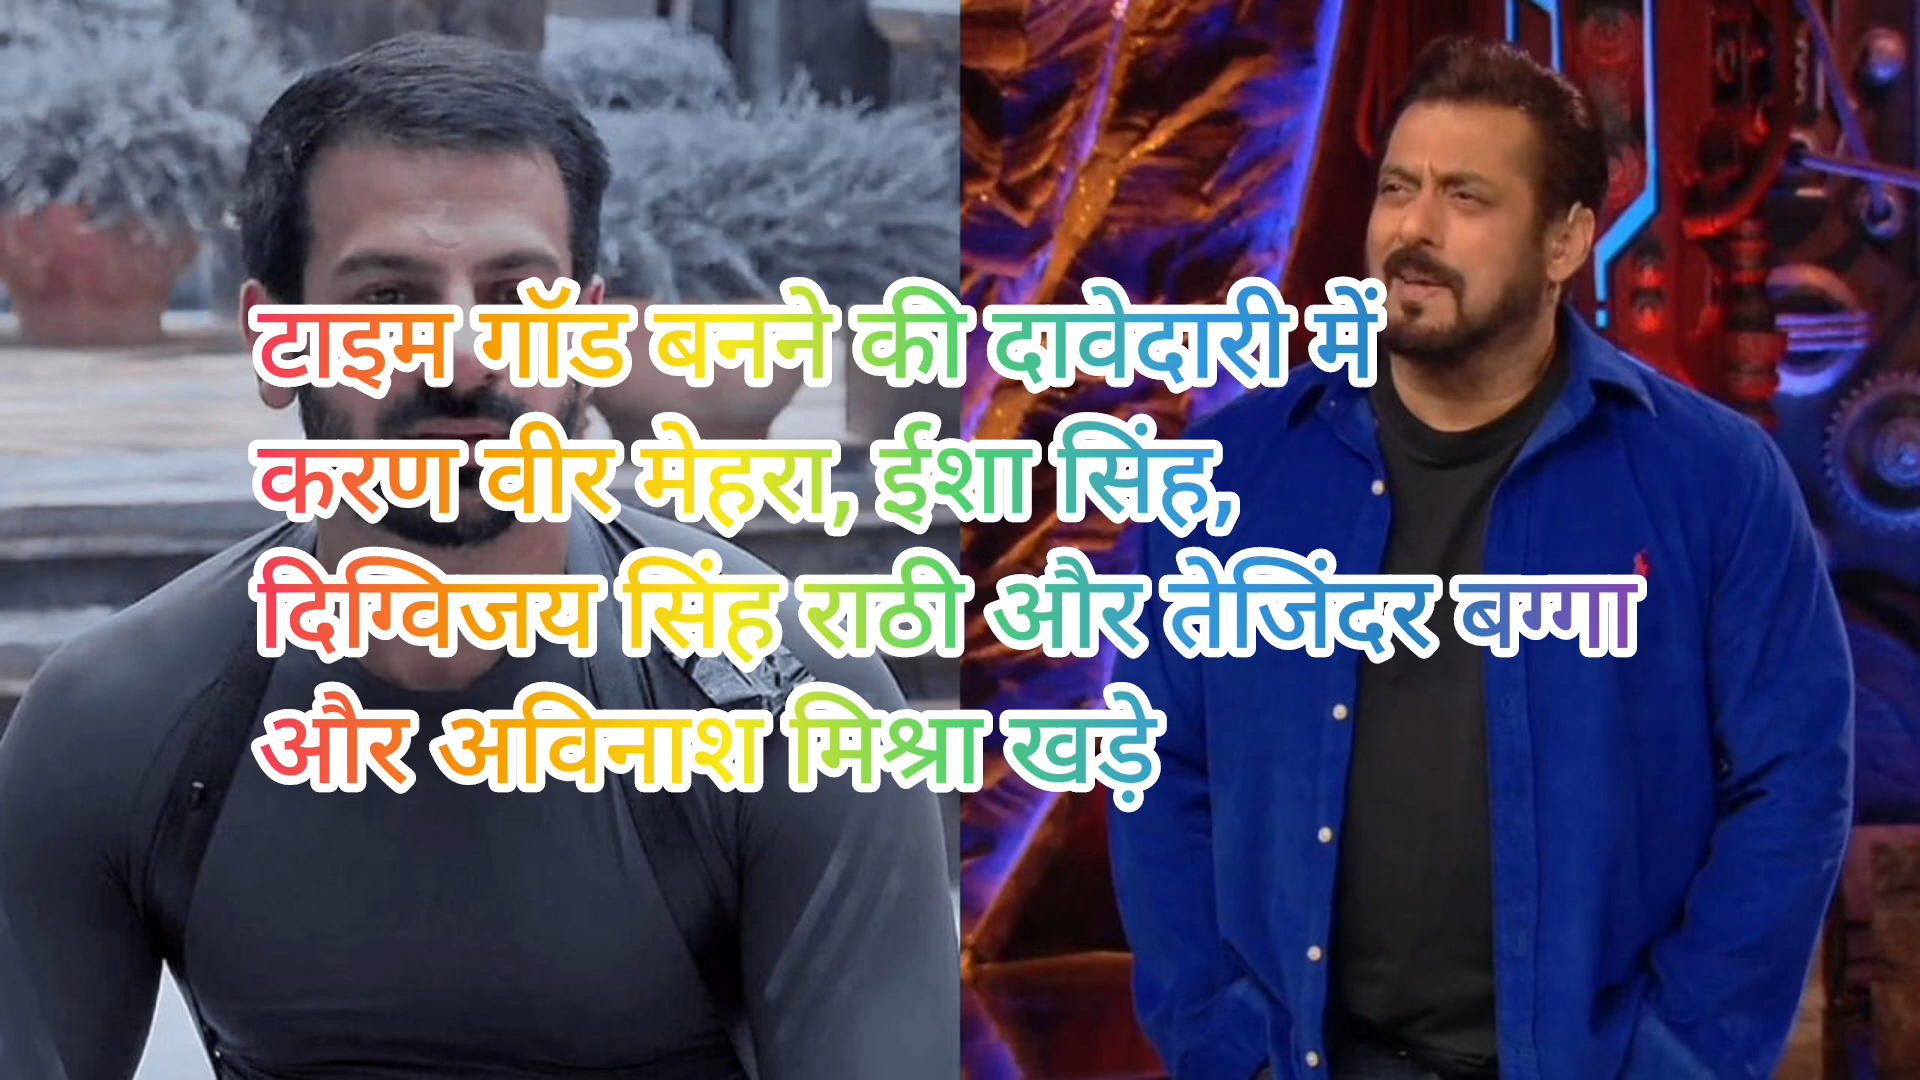 टाइम गॉड बनने की दावेदारी में
करण वीर मेहरा, ईशा सिंह,
दिग्विजय सिंह राठी और तेजिंदर बग्गा
और अविनाश मिश्रा खड़े